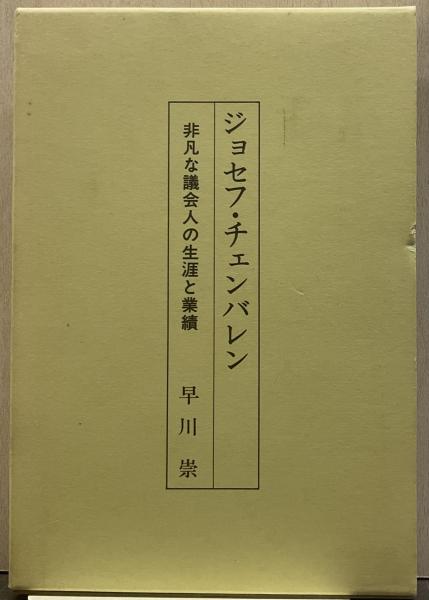 ジョセフ・チェンバレン
非凡な議会人の生涯と業績
早川崇